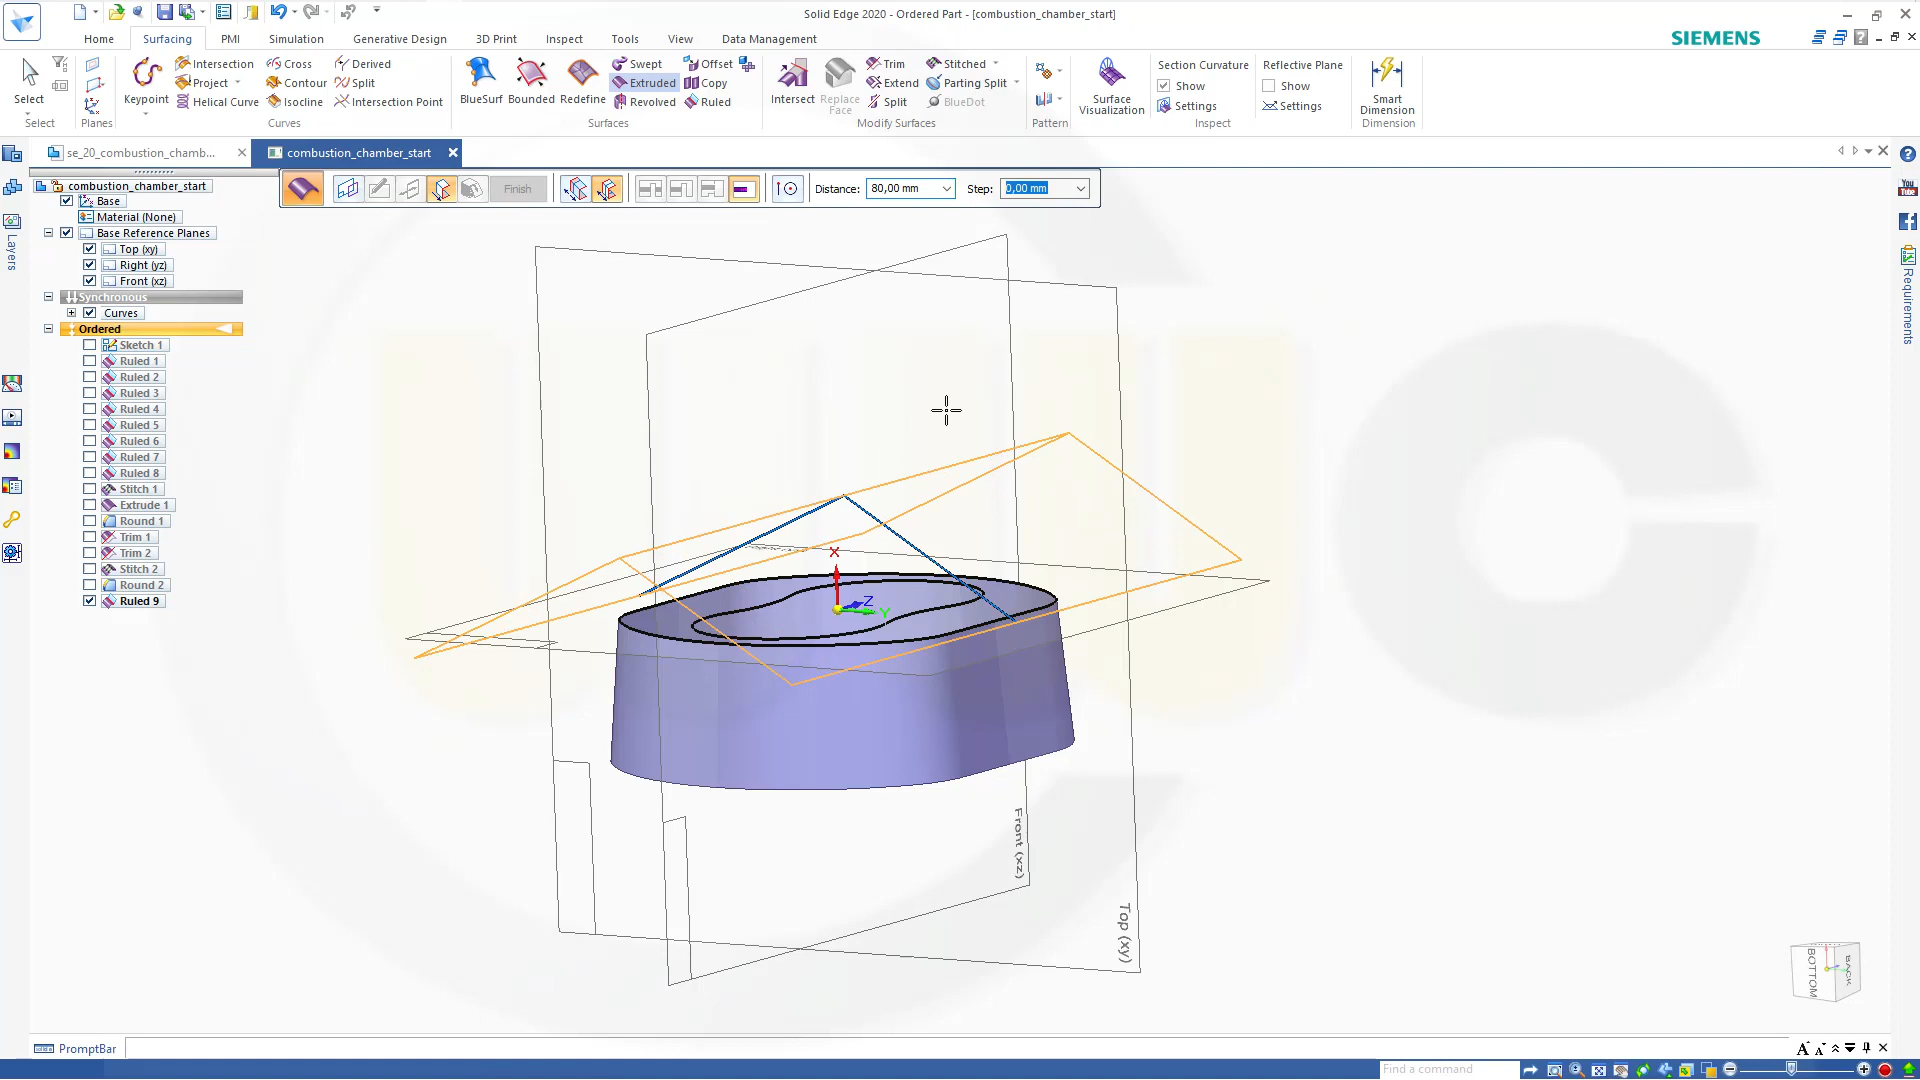 Solid Edge 2020 - Ordered Part - [combustion_chamber_start]
Home Surfacing PMI Simulation Generative Design 3D Print Inspect Tools View Data Management
SIEMENS
Select
Select
Planes
Keypoint
Intersection
Project
Helical Curve
Cross
Contour
Isocline
Derived
Split
Intersection Point
Curves
BlueSurf
Bounded
Redefine
Swept
Extruded
Revolved
Offset
Copy
Ruled
Surfaces
Intersect
Replace Face
Trim
Extend
Split
Stitched
Parting Split
BlueDot
Modify Surfaces
Pattern
Surface Visualization
Section Curvature
Show
Settings
Inspect
Reflective Plane
Show
Settings
Smart Dimension
Dimension
se_20_combustion_chamb...
combustion_chamber_start
Finish
Distance: 80,00 mm
Step: 0,00 mm
combustion_chamber_start
Base
Material (None)
Base Reference Planes
Top (xy)
Right (yz)
Front (xz)
Synchronous
Curves
Ordered
Sketch 1
Ruled 1
Ruled 2
Ruled 3
Ruled 4
Ruled 5
Ruled 6
Ruled 7
Ruled 8
Stitch 1
Extrude 1
Round 1
Trim 1
Trim 2
Stitch 2
Round 2
Ruled 9
Layers
Requirements
X
Z
Y
Front (xz)
Top (xy)
BOTTOM
BACK
PromptBar
Find a command